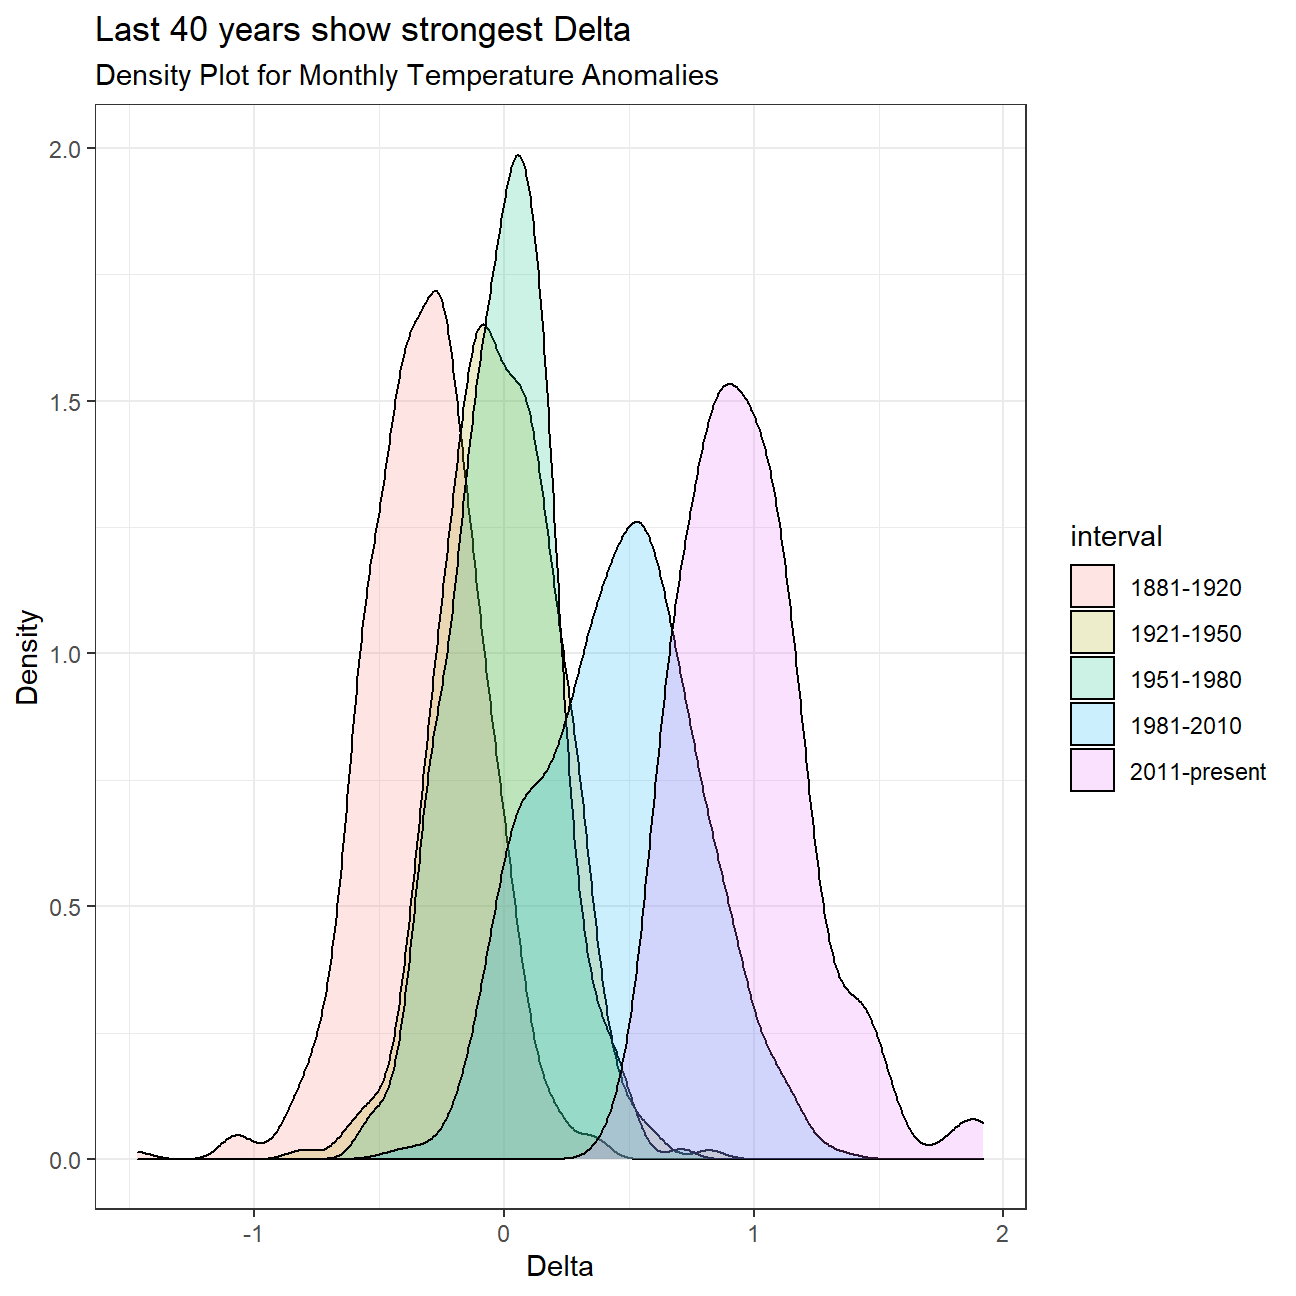 Last 40 years show strongest Delta
Density Plot for Monthly Temperature Anomalies
2.0
1.5
1.0
0.5
0.0
Density
-1
0
1
2
Delta
interval
1881-1920
1921-1950
1951-1980
1981-2010
2011-present